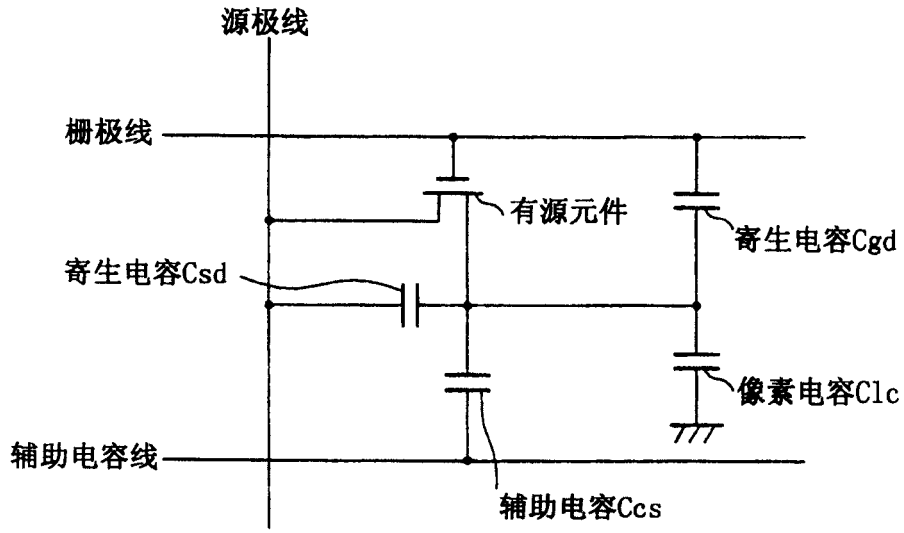 源极线
栅极线
有源元件
寄生电容Cgd
寄生电容Csd
像素电容Clc
辅助电容线
辅助电容Ccs